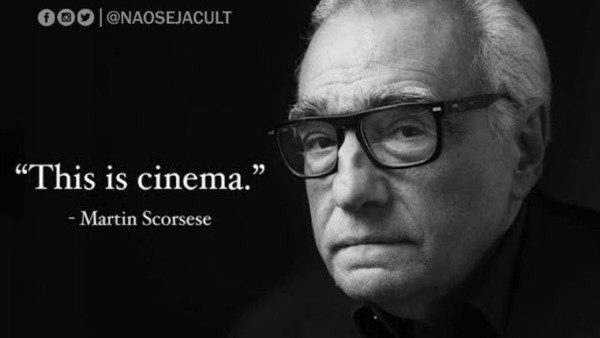 | @NAOSEJACULT
“This is cinema.”
- Martin Scorsese